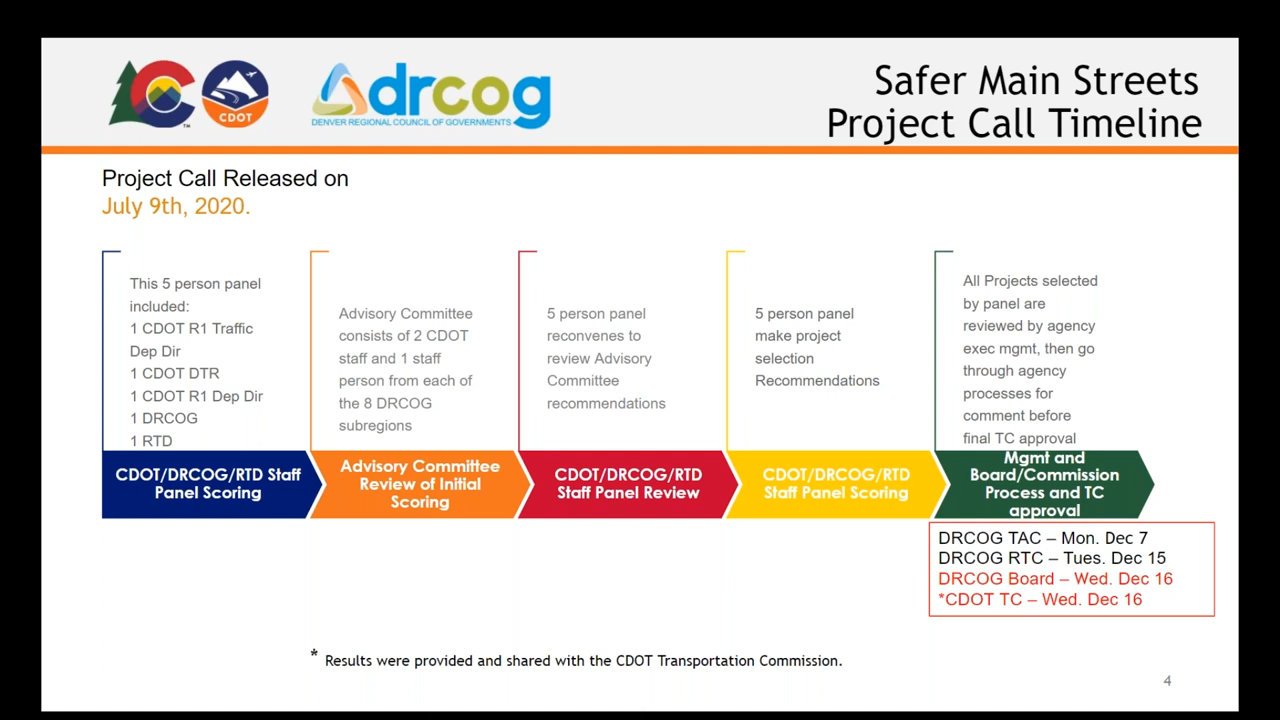 CDOT
drcog
DENVER REGIONAL COUNCIL OF GOVERNMENTS
Safer Main Streets
Project Call Timeline
Project Call Released on
July 9th, 2020.
This 5 person panel
included:
1 CDOT R1 Traffic
Dep Dir
1 CDOT DTR
1 CDOT R1 Dep Dir
1 DRCOG
1 RTD
CDOT/DRCOG/RTD Staff
Panel Scoring
Advisory Committee
consists of 2 CDOT
staff and 1 staff
person from each of
the 8 DRCOG
subregions
Advisory Committee
Review of Initial
Scoring
5 person panel
reconvenes to
review Advisory
Committee
recommendations
CDOT/DRCOG/RTD
Staff Panel Review
5 person panel
make project
selection
Recommendations
CDOT/DRCOG/RTD
Staff Panel Scoring
All Projects selected
by panel are
reviewed by agency
exec mgmt, then go
through agency
processes for
comment before
final TC approval
Mgmt and
Board/Commission
Process and TC
approval
DRCOG TAC – Mon. Dec 7
DRCOG RTC – Tues. Dec 15
DRCOG Board – Wed. Dec 16
*CDOT TC – Wed. Dec 16
* Results were provided and shared with the CDOT Transportation Commission.
4